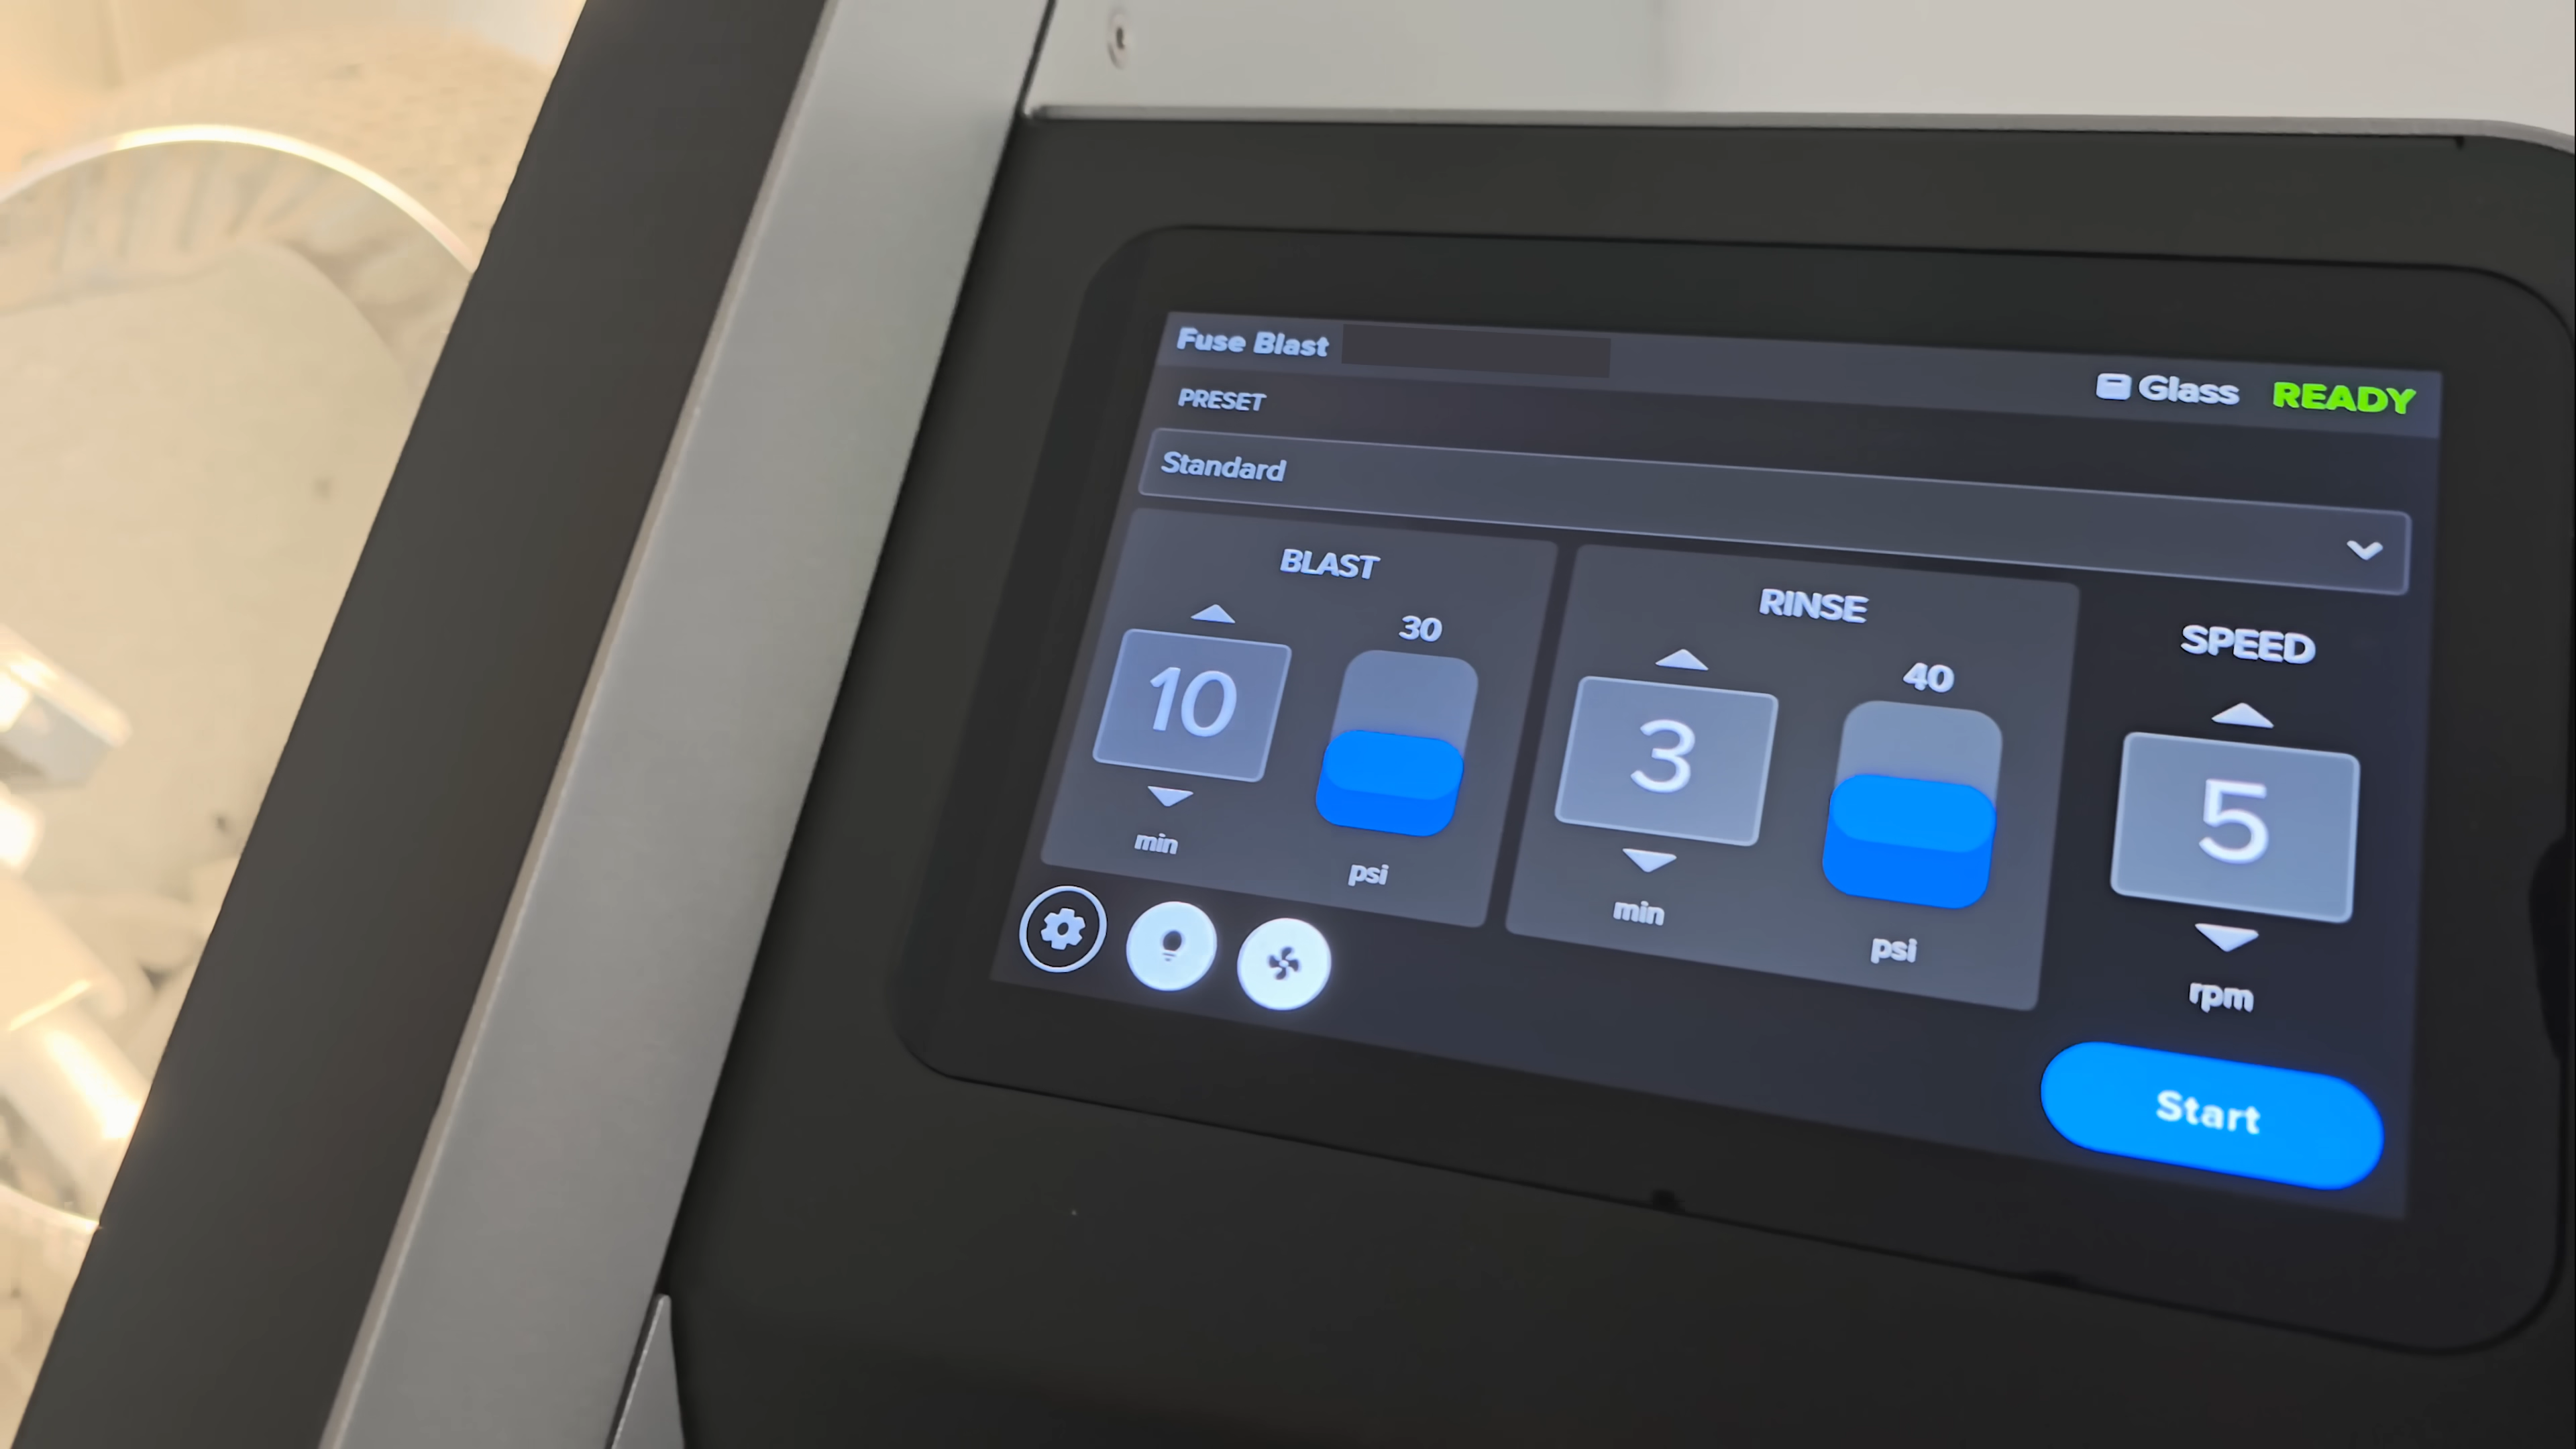 Fuse Blast
Glass READY
PRESET
Standard
BLAST
10
min
30
psi
RINSE
3
min
40
psi
SPEED
5
rpm
Start